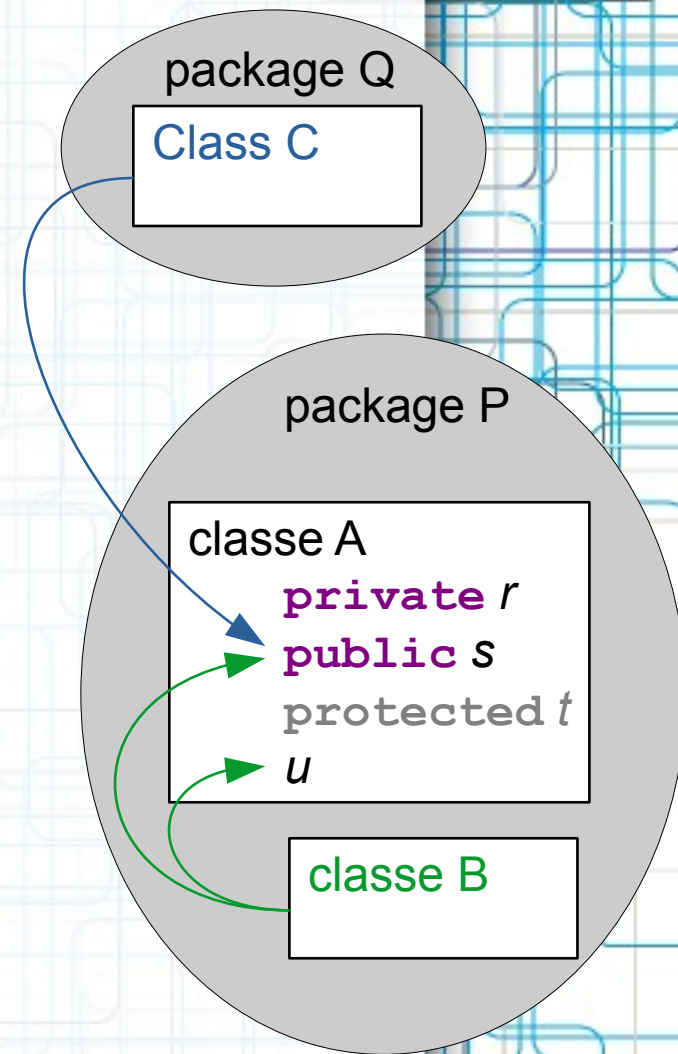 package Q
Class C
package P
classe A
private r
public s
protected t
u
classe B